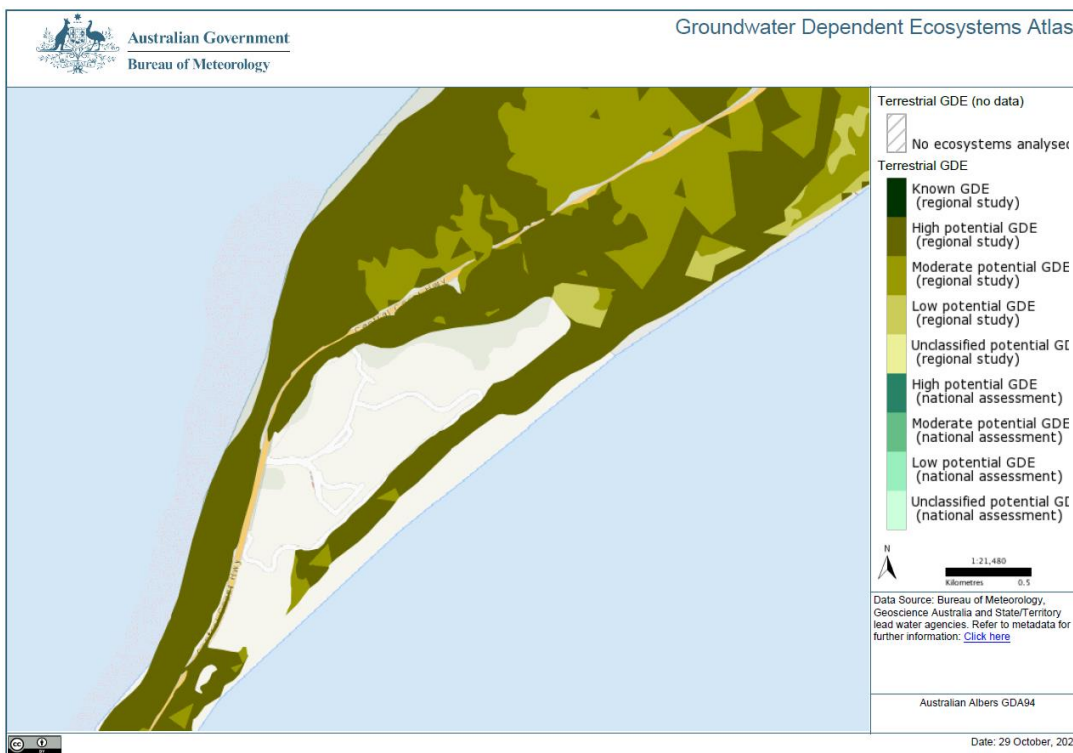 Australian Government
Bureau of Meteorology
Groundwater Dependent Ecosystems Atlas
Terrestrial GDE (no data)
No ecosystems analysed
Terrestrial GDE
Known GDE
(regional study)
High potential GDE
(regional study)
Moderate potential GDE
(regional study)
Low potential GDE
(regional study)
Unclassified potential GD
(regional study)
High potential GDE
(national assessment)
Moderate potential GDE
(national assessment)
Low potential GDE
(national assessment)
Unclassified potential GD
(national assessment)
N
1:21,480
Kilometres 0.5
Data Source: Bureau of Meteorology,
Geoscience Australia and State/Territory
lead water agencies. Refer to metadata for
further information: Click here
Australian Albers GDA94
cc BY
Date: 29 October, 202